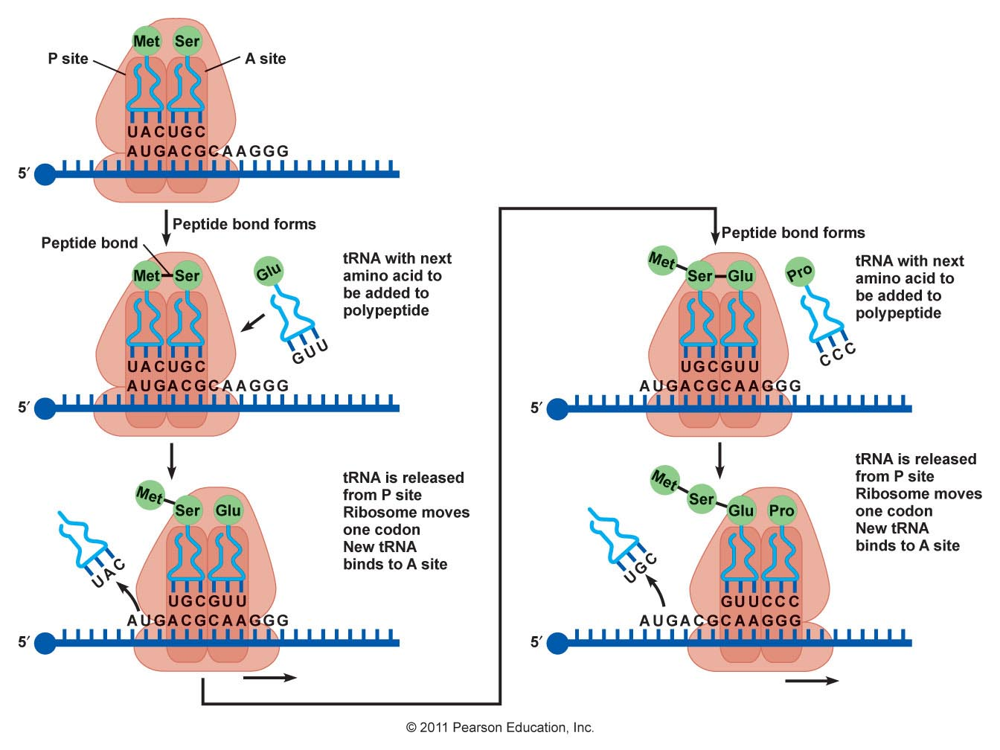 Met Ser
P site
A site
UACUGC
AUGACGCAAGGG
5′
Peptide bond forms
Peptide bond
Met Ser
Glu
tRNA with next
amino acid to
be added to
polypeptide
GUU
UACUGC
AUGACGCAAGGG
5′
Met
Ser Glu
tRNA is released
from P site
Ribosome moves
one codon
New tRNA
binds to A site
UAC
UGCGUU
AUGACGCAAGGG
5′
Peptide bond forms
Met
Ser Glu
Pro
tRNA with next
amino acid to
be added to
polypeptide
CCC
UGCGUU
AUGACGCAAGGG
5′
Met
Ser
Glu Pro
tRNA is released
from P site
Ribosome moves
one codon
New tRNA
binds to A site
UGC
GUUCCC
AUGACGCAAGGG
5′
© 2011 Pearson Education, Inc.